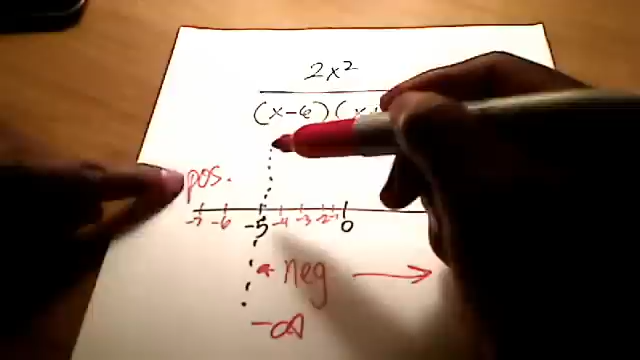 2x²
(x-6)(x+
pos.
-7 -6 -5 -4 -3 -2 -1 0
neg →
-∞